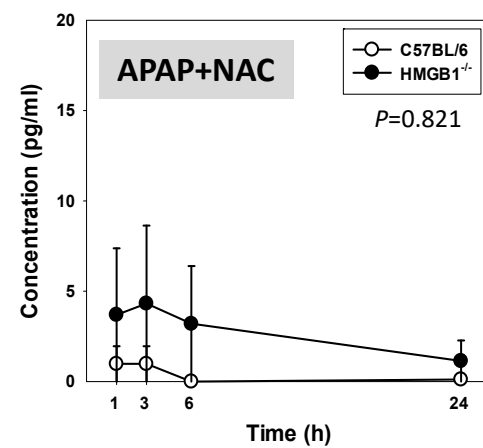 20
15
10
5
0
Concentration (pg/ml)
APAP+NAC
C57BL/6
HMGB1-/-
P=0.821
1 3 6 24
Time (h)